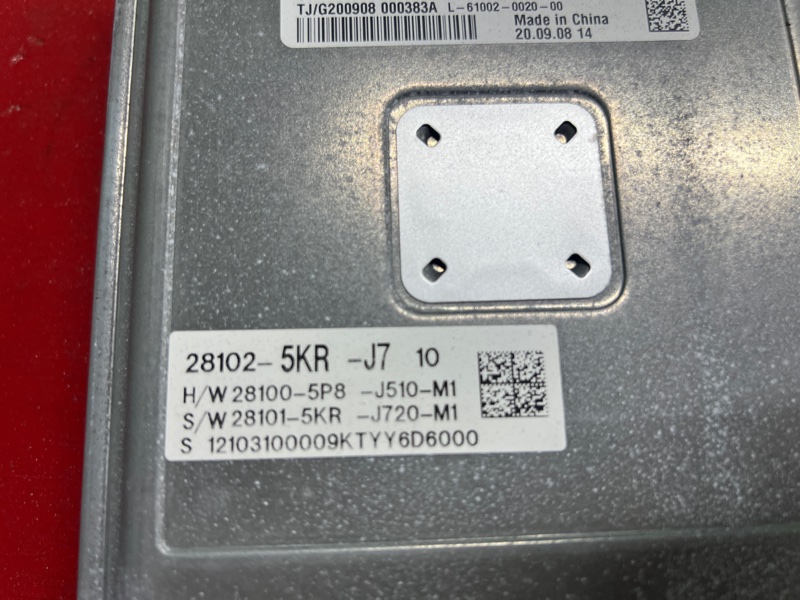 TJ/G200908 000383A L-61002-0020-00
Made in China
20.09.08 14
28102-5KR -J7 10
H/W 28100-5P8 -J510-M1
S/W 28101-5KR -J720-M1
S 12103100009KTYY6D6000